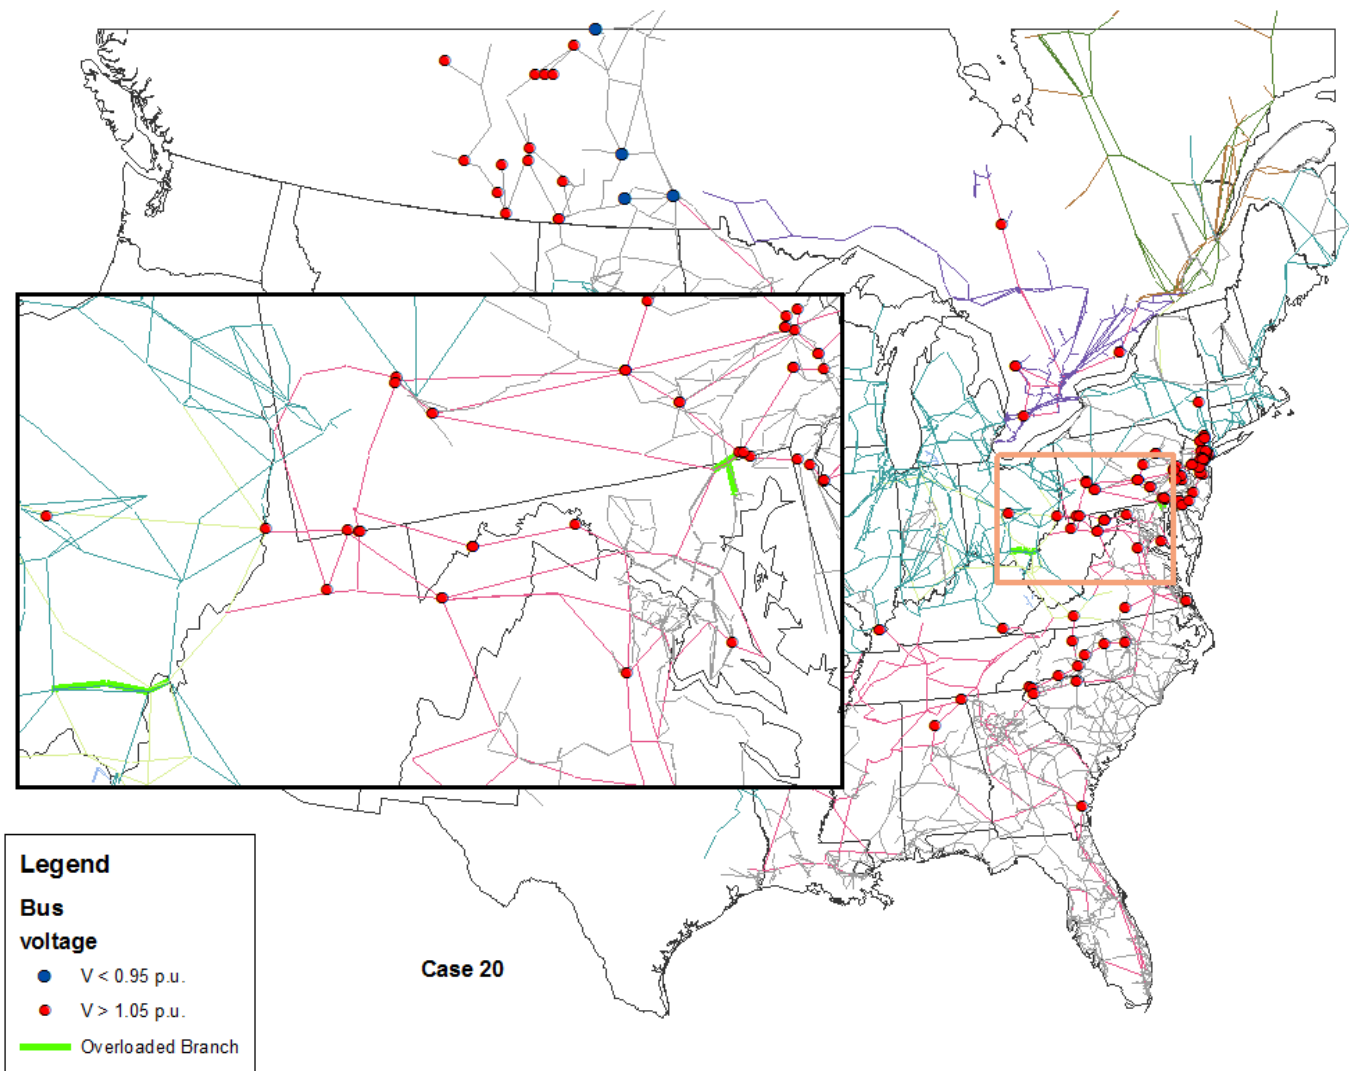 Case 20
Legend
Bus
voltage
V < 0.95 p.u.
V > 1.05 p.u.
Overloaded Branch